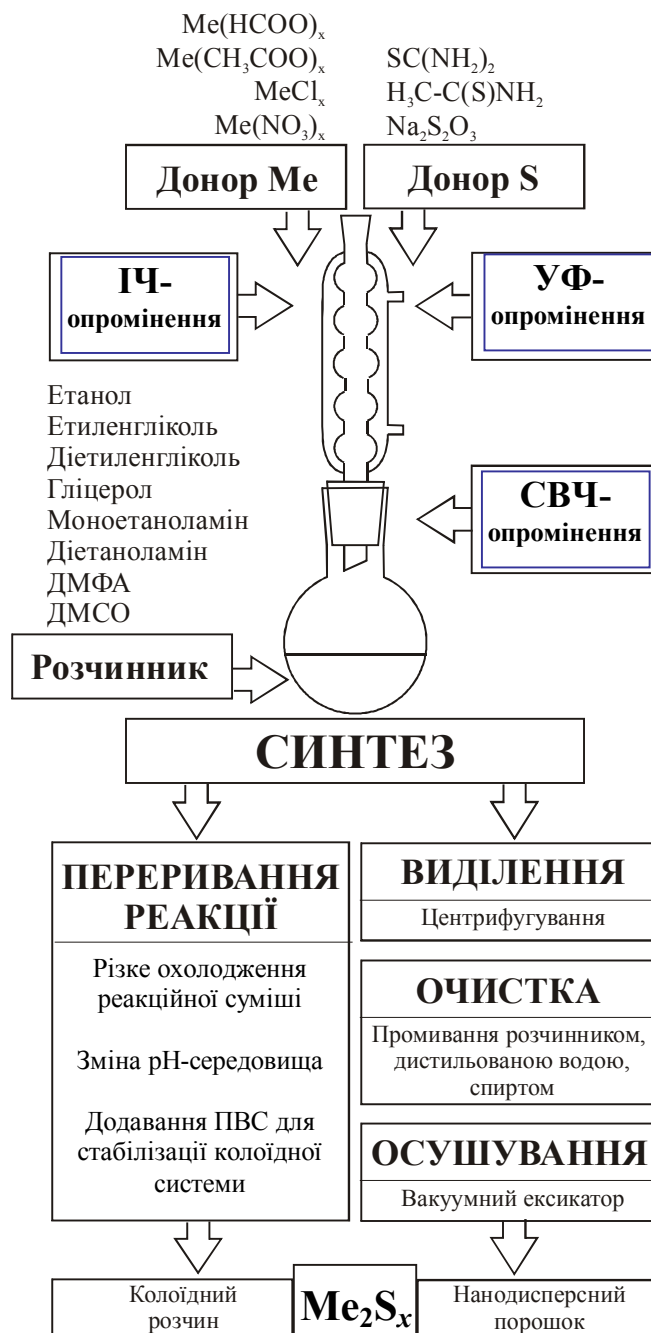 Me(HCOO)ₓ
Me(CH₃COO)ₓ
MeClₓ
Me(NO₃)ₓ
SC(NH₂)₂
H₃C-C(S)NH₂
Na₂S₂O₃
Донор Me
Донор S
ІЧ-
опромінення
УФ-
опромінення
Етанол
Етиленгліколь
Діетиленгліколь
Гліцерол
Моноетаноламін
Діетаноламін
ДМФА
ДМСО
СВЧ-
опромінення
Розчинник
СИНТЕЗ
ПЕРЕРИВАННЯ
РЕАКЦІЇ
Різке охолодження
реакційної суміші
Зміна рН-середовища
Додавання ПВС для
стабілізації колоїдної
системи
ВИДІЛЕННЯ
Центрифугування
ОЧИСТКА
Промивання розчинником,
дистильованою водою,
спиртом
ОСУШУВАННЯ
Вакуумний ексикатор
Колоїдний
розчин
Me₂Sₓ
Нанодисперсний
порошок